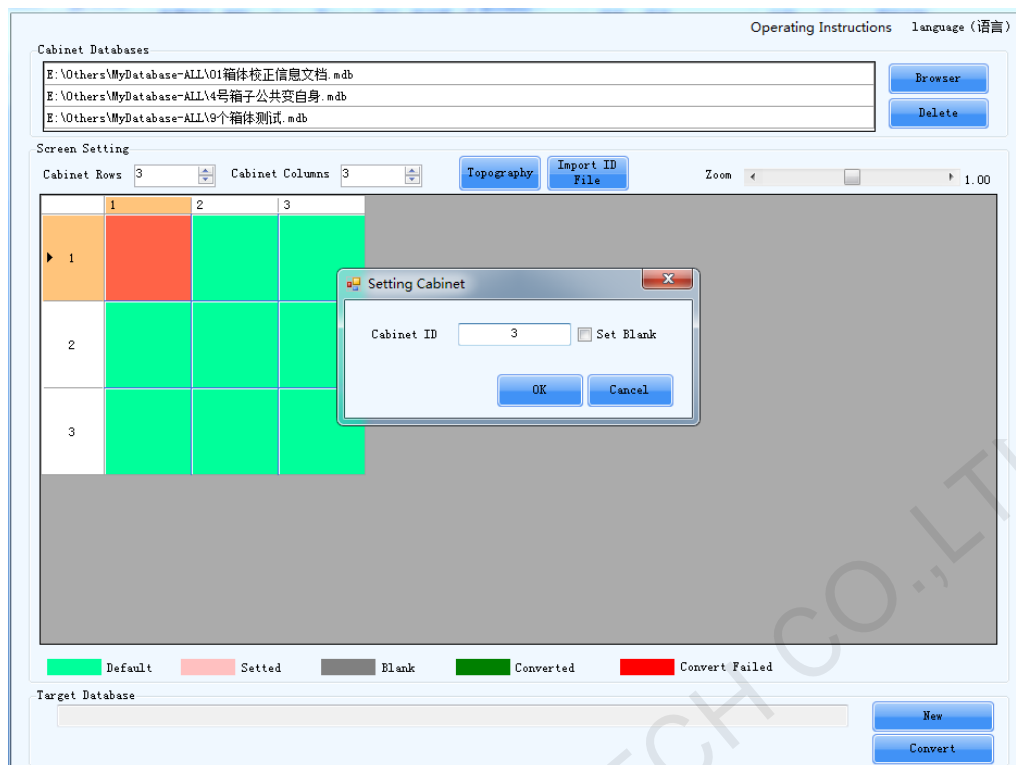 Operating Instructions language (语言)
Cabinet Databases
E:\Others\MyDatabase-ALL\01箱体校正信息文档.mdb
Browser
E:\Others\MyDatabase-ALL\4号箱子公共变自身.mdb
E:\Others\MyDatabase-ALL\9个箱体测试.mdb
Delete
Screen Setting
Cabinet Rows 3 Cabinet Columns 3 Topography Import ID File Zoom 1.00
1 2 3
1
Setting Cabinet
Cabinet ID 3 Set Blank
2
OK Cancel
3
Default Setted Blank Converted Convert Failed
Target Database
New
Convert
TECH CO.,LT